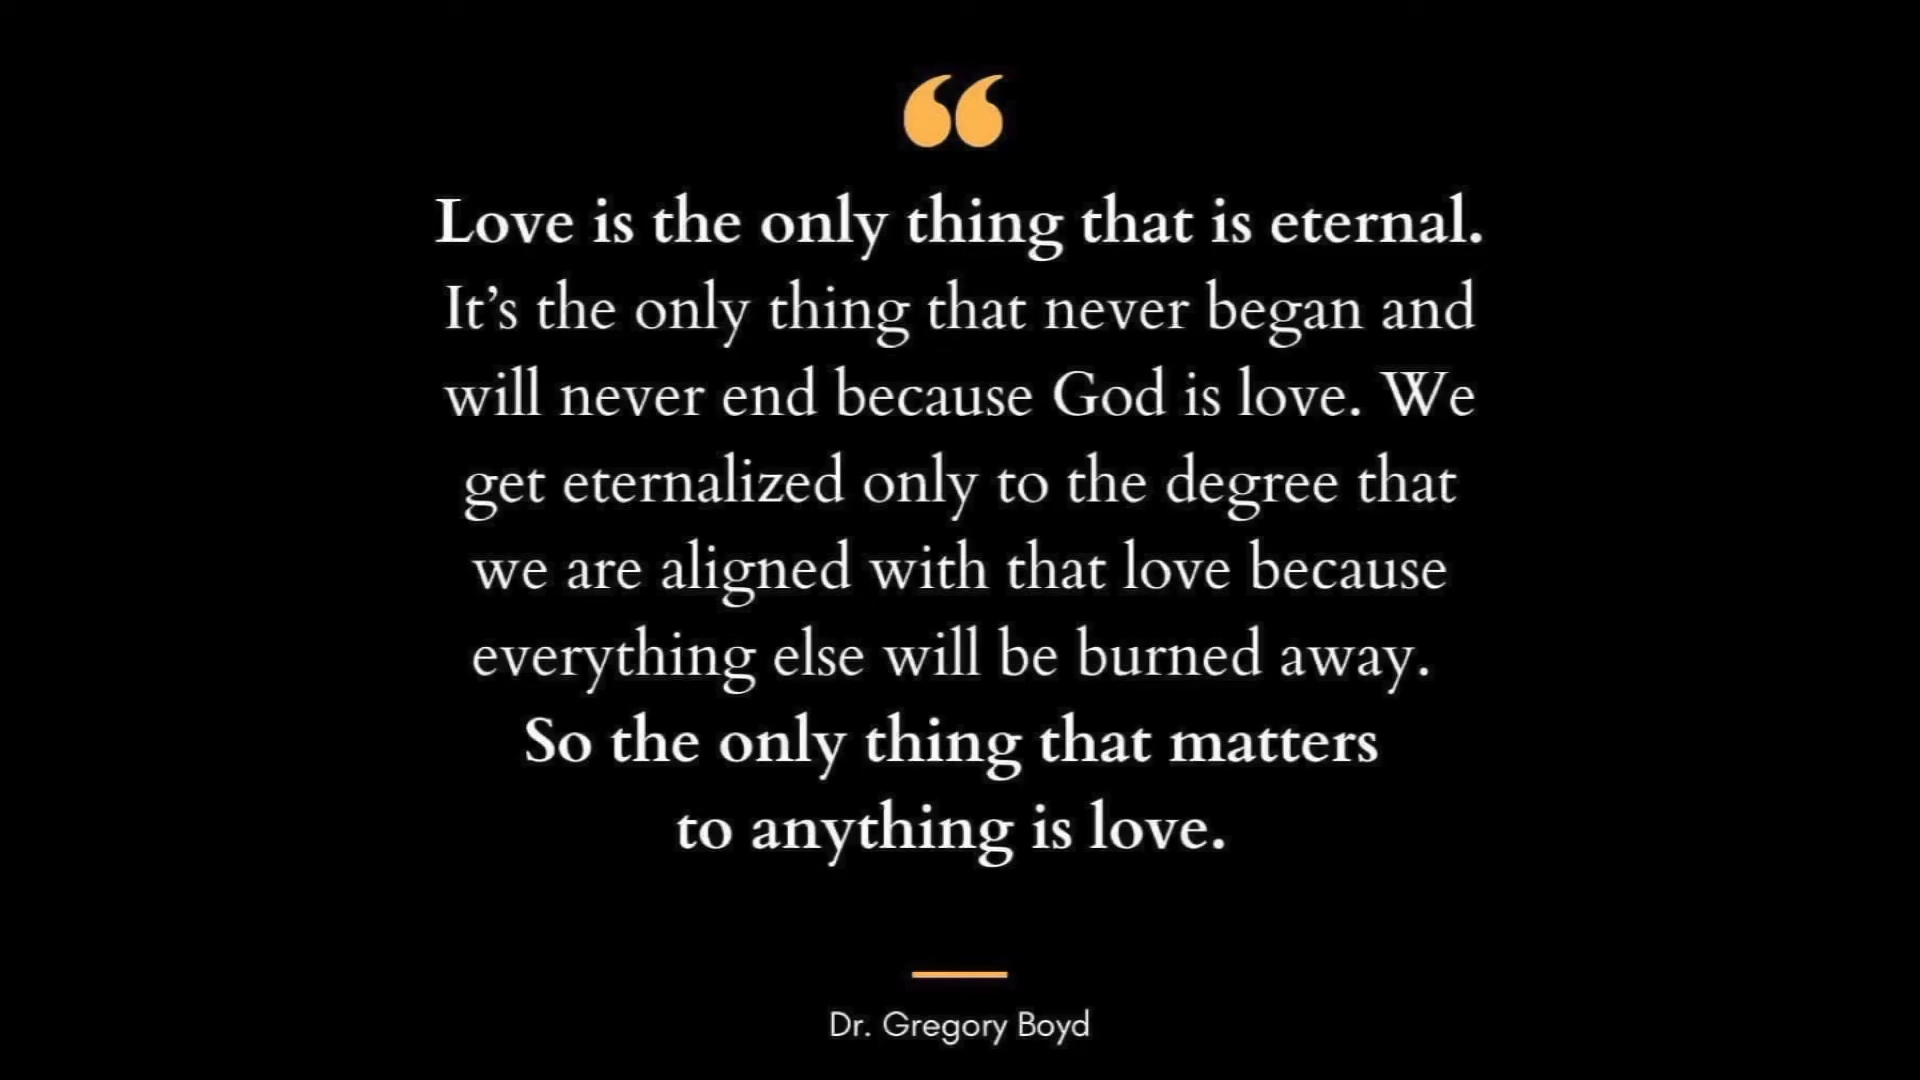 “
Love is the only thing that is eternal.
It’s the only thing that never began and
will never end because God is love. We
get eternalized only to the degree that
we are aligned with that love because
everything else will be burned away.
So the only thing that matters
to anything is love.
Dr. Gregory Boyd